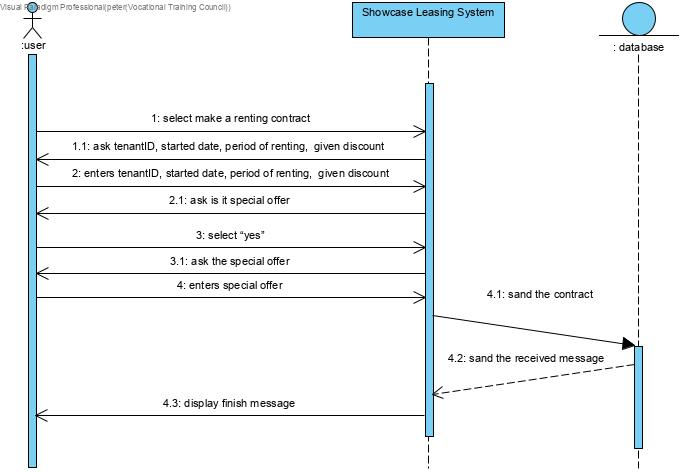 Visual Paradigm Professional(peter(Vocational Training Council))
Showcase Leasing System
:user
: database
1: select make a renting contract
1.1: ask tenantID, started date, period of renting, given discount
2: enters tenantID, started date, period of renting, given discount
2.1: ask is it special offer
3: select “yes”
3.1: ask the special offer
4: enters special offer
4.1: sand the contract
4.2: sand the received message
4.3: display finish message